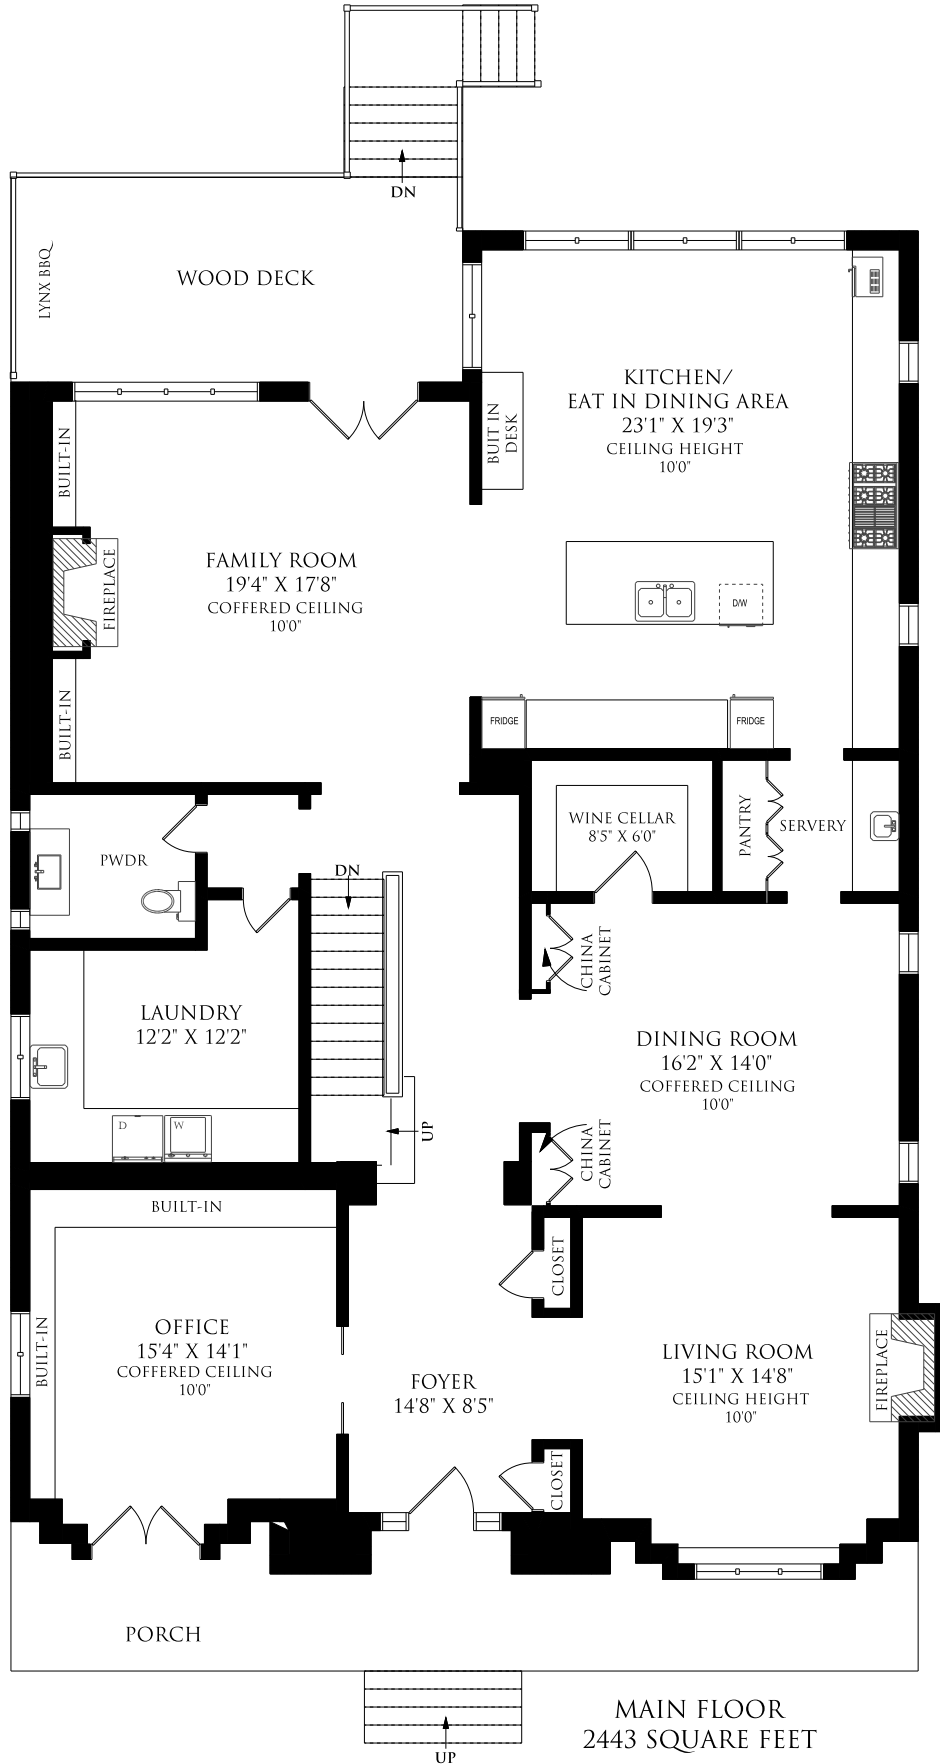 DN
LYNX BBQ
WOOD DECK
KITCHEN/
EAT IN DINING AREA
23'1" X 19'3"
CEILING HEIGHT
10'0"
BUIT IN
DESK
BUILT-IN
FAMILY ROOM
19'4" X 17'8"
COFFERED CEILING
10'0"
FIREPLACE
D/W
BUILT-IN
FRIDGE
FRIDGE
WINE CELLAR
8'5" X 6'0"
PANTRY
SERVERY
PWDR
DN
CHINA
CABINET
LAUNDRY
12'2" X 12'2"
DINING ROOM
16'2" X 14'0"
COFFERED CEILING
10'0"
D
W
UP
CHINA
CABINET
BUILT-IN
CLOSET
BUILT-IN
OFFICE
15'4" X 14'1"
COFFERED CEILING
10'0"
FOYER
14'8" X 8'5"
LIVING ROOM
15'1" X 14'8"
CEILING HEIGHT
10'0"
FIREPLACE
CLOSET
PORCH
UP
MAIN FLOOR
2443 SQUARE FEET